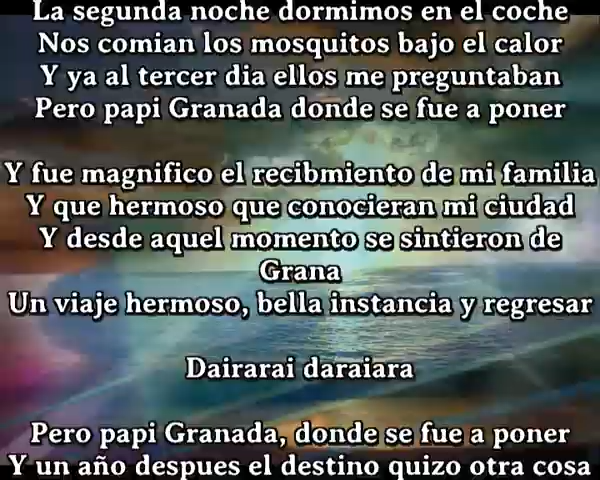 La segunda noche dormimos en el coche
Nos comian los mosquitos bajo el calor
Y ya al tercer dia ellos me preguntaban
Pero papi Granada donde se fue a poner
Y fue magnifico el recibmiento de mi familia
Y que hermoso que conocieran mi ciudad
Y desde aquel momento se sintieron de
Grana
Un viaje hermoso, bella instancia y regresar
Dairarai daraiara
Pero papi Granada, donde se fue a poner
Y un año despues el destino quizo otra cosa